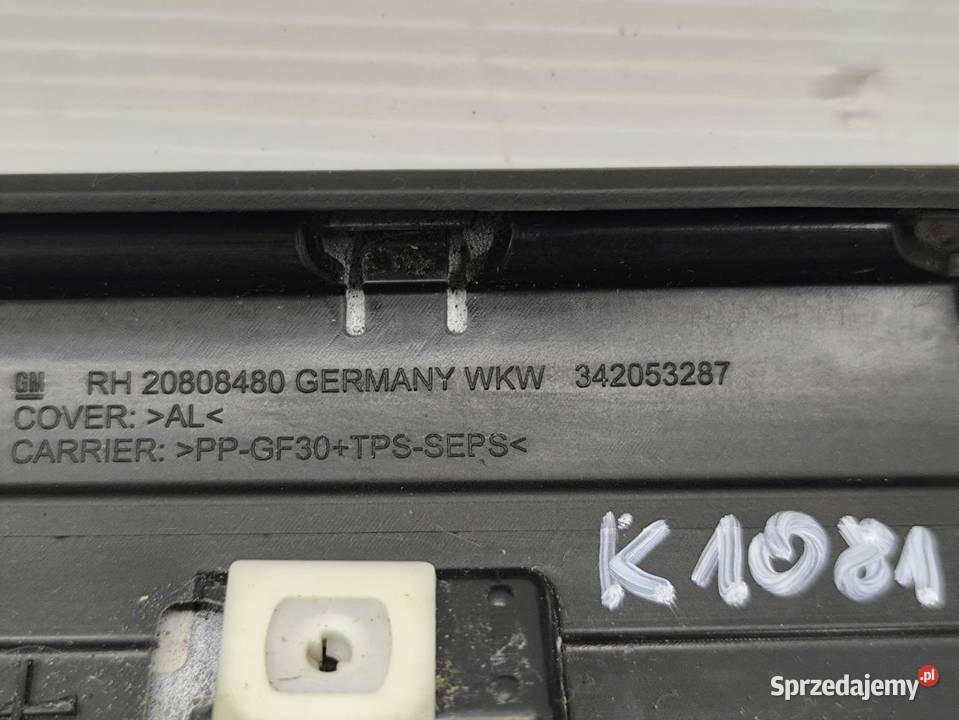 GM RH 20808480 GERMANY WKW 342053287
COVER: >AL<
CARRIER: >PP-GF30+TPS-SEPS<
K1081
Sprzedajemy.pl